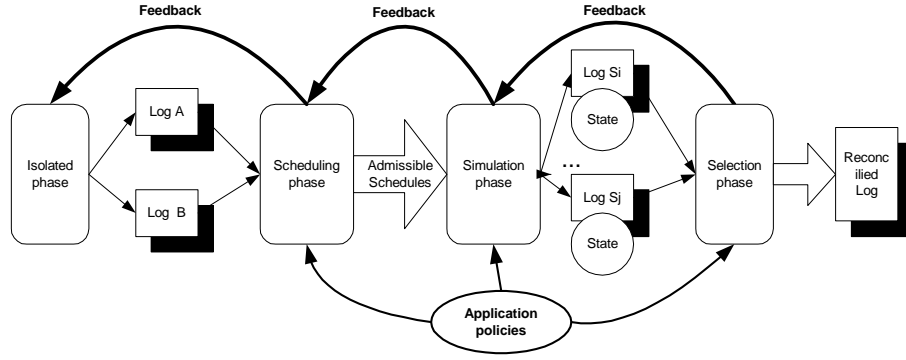 Feedback
Feedback
Feedback
Log A
Log B
Isolated
phase
Scheduling
phase
Admissible
Schedules
Simulation
phase
Log Si
State
...
Log Sj
State
Selection
phase
Reconc
ilied
Log
Application
policies